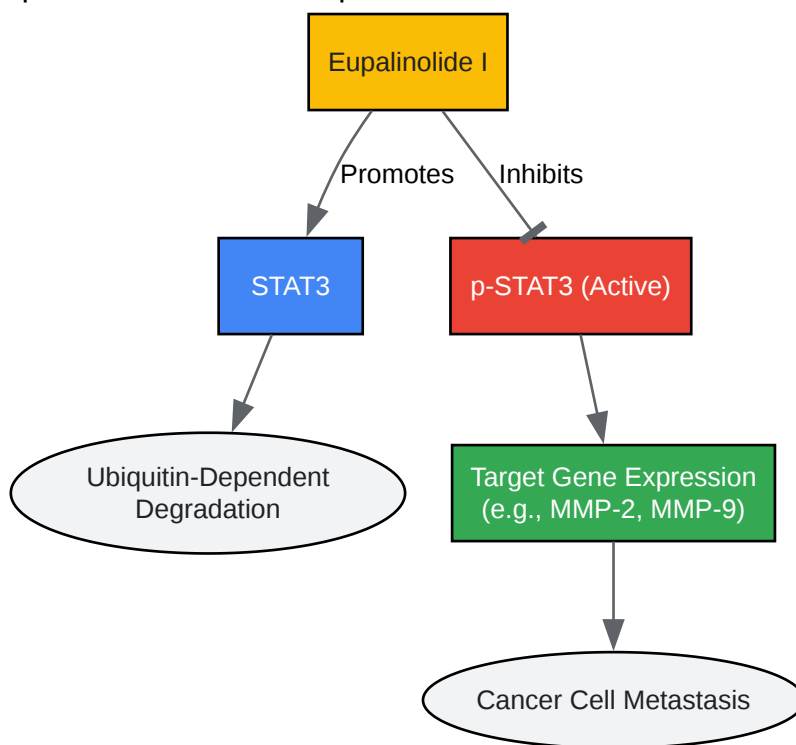 Eupalinolide I
Promotes
Inhibits
STAT3
p-STAT3 (Active)
Ubiquitin-Dependent
Degradation
Target Gene Expression
(e.g., MMP-2, MMP-9)
Cancer Cell Metastasis